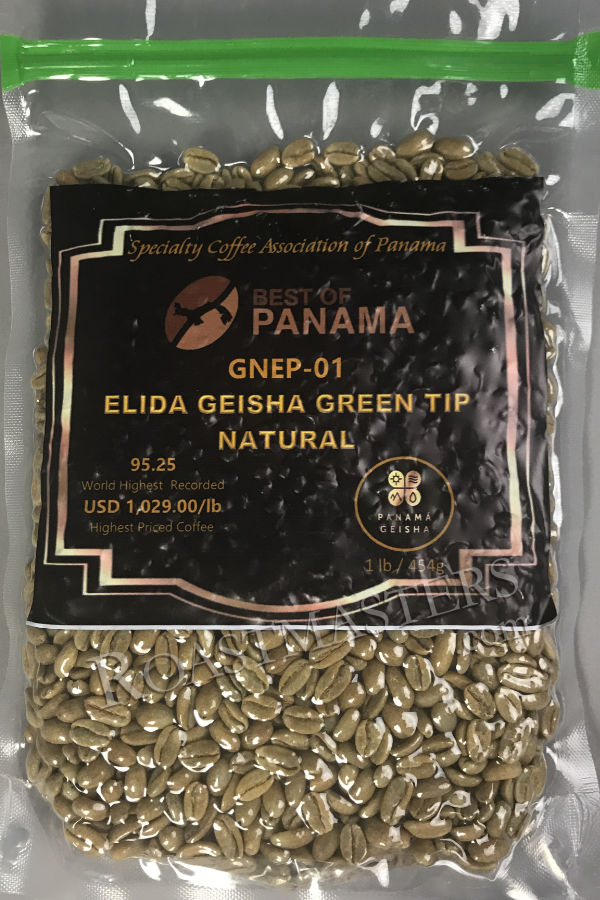 Specialty Coffee Association of Panama
BEST OF
PANAMA
GNEP-01
ELIDA GEISHA GREEN TIP
NATURAL
95.25
World Highest Recorded
USD 1,029.00/lb
Highest Priced Coffee
PANAMÁ
GEISHA
1 lb / 454g
ROASTMASTERS
.com